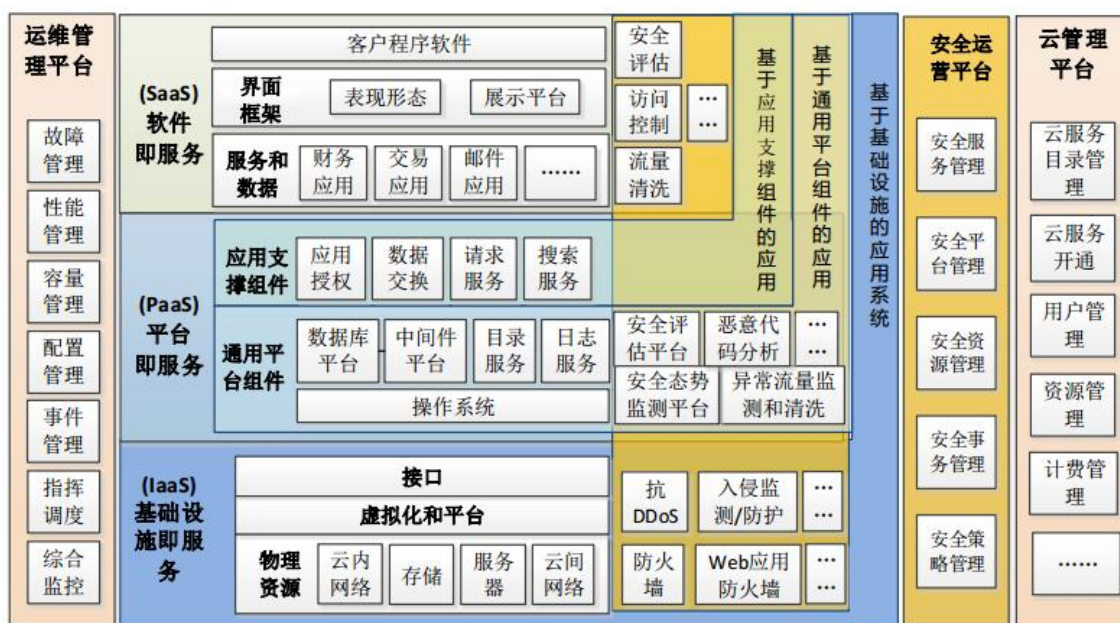 运维管
理平台
故障
管理
性能
管理
容量
管理
配置
管理
事件
管理
指挥
调度
综合
监控
(SaaS)
软件
即服务
客户程序软件
界面
框架
表现形态
展示平台
服务和
数据
财务
应用
交易
应用
邮件
应用
……
安全
评估
访问
控制
…
…
流量
清洗
(PaaS)
平台
即服务
应用支
撑组件
应用
授权
数据
交换
请求
服务
搜索
服务
通用平
台组件
数据库
平台
中间件
平台
目录
服务
日志
服务
操作系统
安全评
估平台
恶意代
码分析
…
…
安全态势
监测平台
异常流量监
测和清洗
(IaaS)
基础设
施即服
务
接口
虚拟化和平台
物理
资源
云内
网络
存储
服务
器
云间
网络
抗
DDoS
入侵监
测/防护
…
…
防火
墙
Web应用
防火墙
…
…
基于应用支撑组件的应用
基于通用平台组件的应用
基于基础设施的应用系统
安全运
营平台
安全服
务管理
安全平
台管理
安全资
源管理
安全事
务管理
安全策
略管理
云管理
平台
云服务
目录管
理
云服务
开通
用户管
理
资源管
理
计费管
理
……